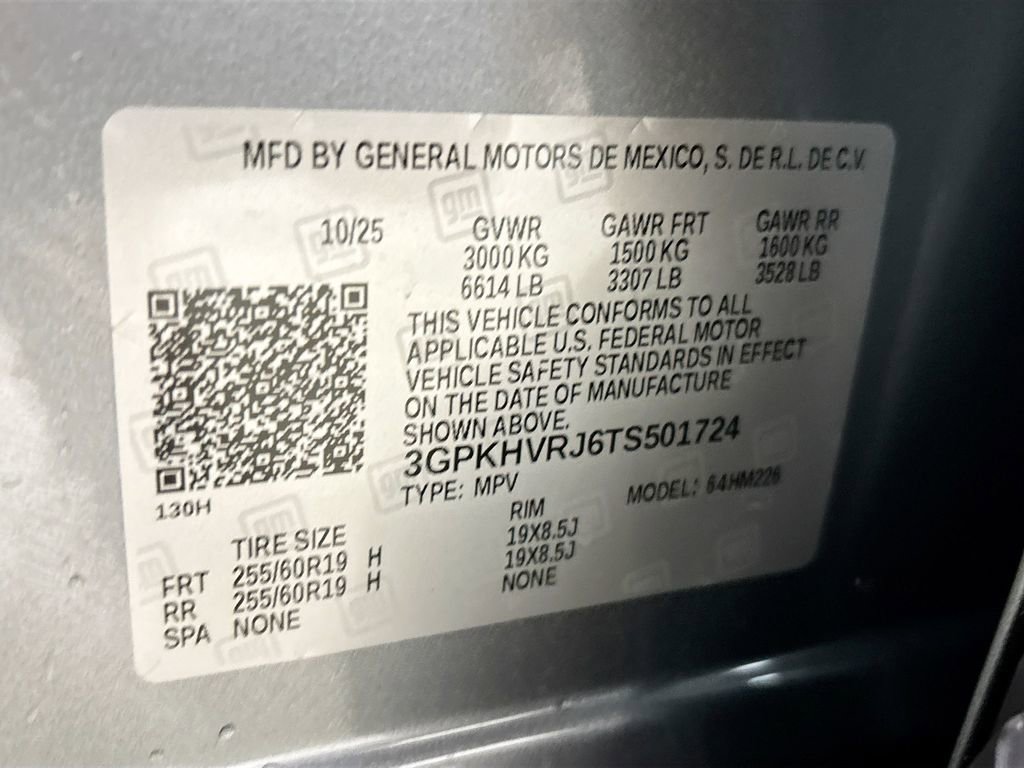 MFD BY GENERAL MOTORS DE MEXICO, S. DE R.L. DE C.V.
10/25 GVWR GAWR FRT GAWR RR
3000 KG 1500 KG 1600 KG
6614 LB 3307 LB 3528 LB
THIS VEHICLE CONFORMS TO ALL
APPLICABLE U.S. FEDERAL MOTOR
VEHICLE SAFETY STANDARDS IN EFFECT
ON THE DATE OF MANUFACTURE
SHOWN ABOVE.
3GPKHVRJ6TS501724
TYPE: MPV MODEL: 64HM226
130H
TIRE SIZE RIM
FRT 255/60R19 H 19X8.5J
RR 255/60R19 H 19X8.5J
SPA NONE NONE